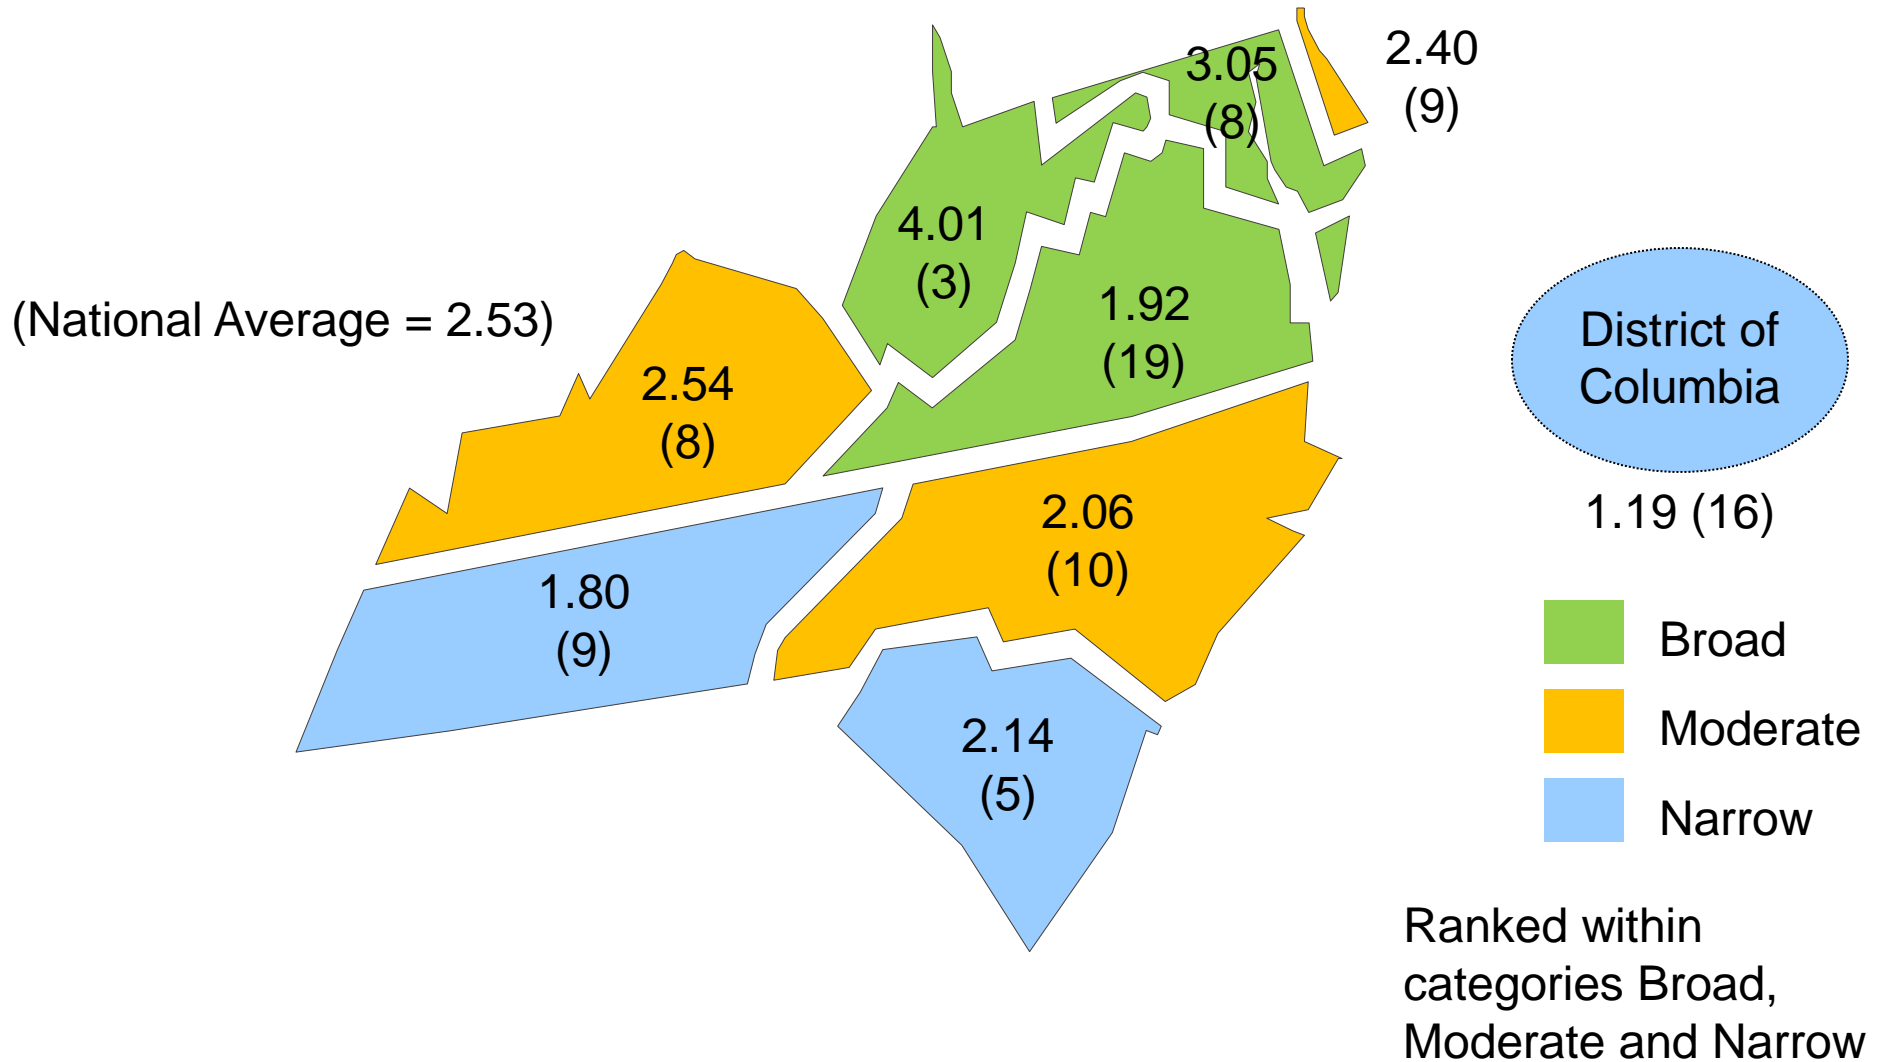 2.40
(9)
3.05
(8)
4.01
(3)
1.92
(19)
(National Average = 2.53)
2.54
(8)
District of
Columbia
1.19 (16)
2.06
(10)
1.80
(9)
2.14
(5)
Broad
Moderate
Narrow
Ranked within
categories Broad,
Moderate and Narrow